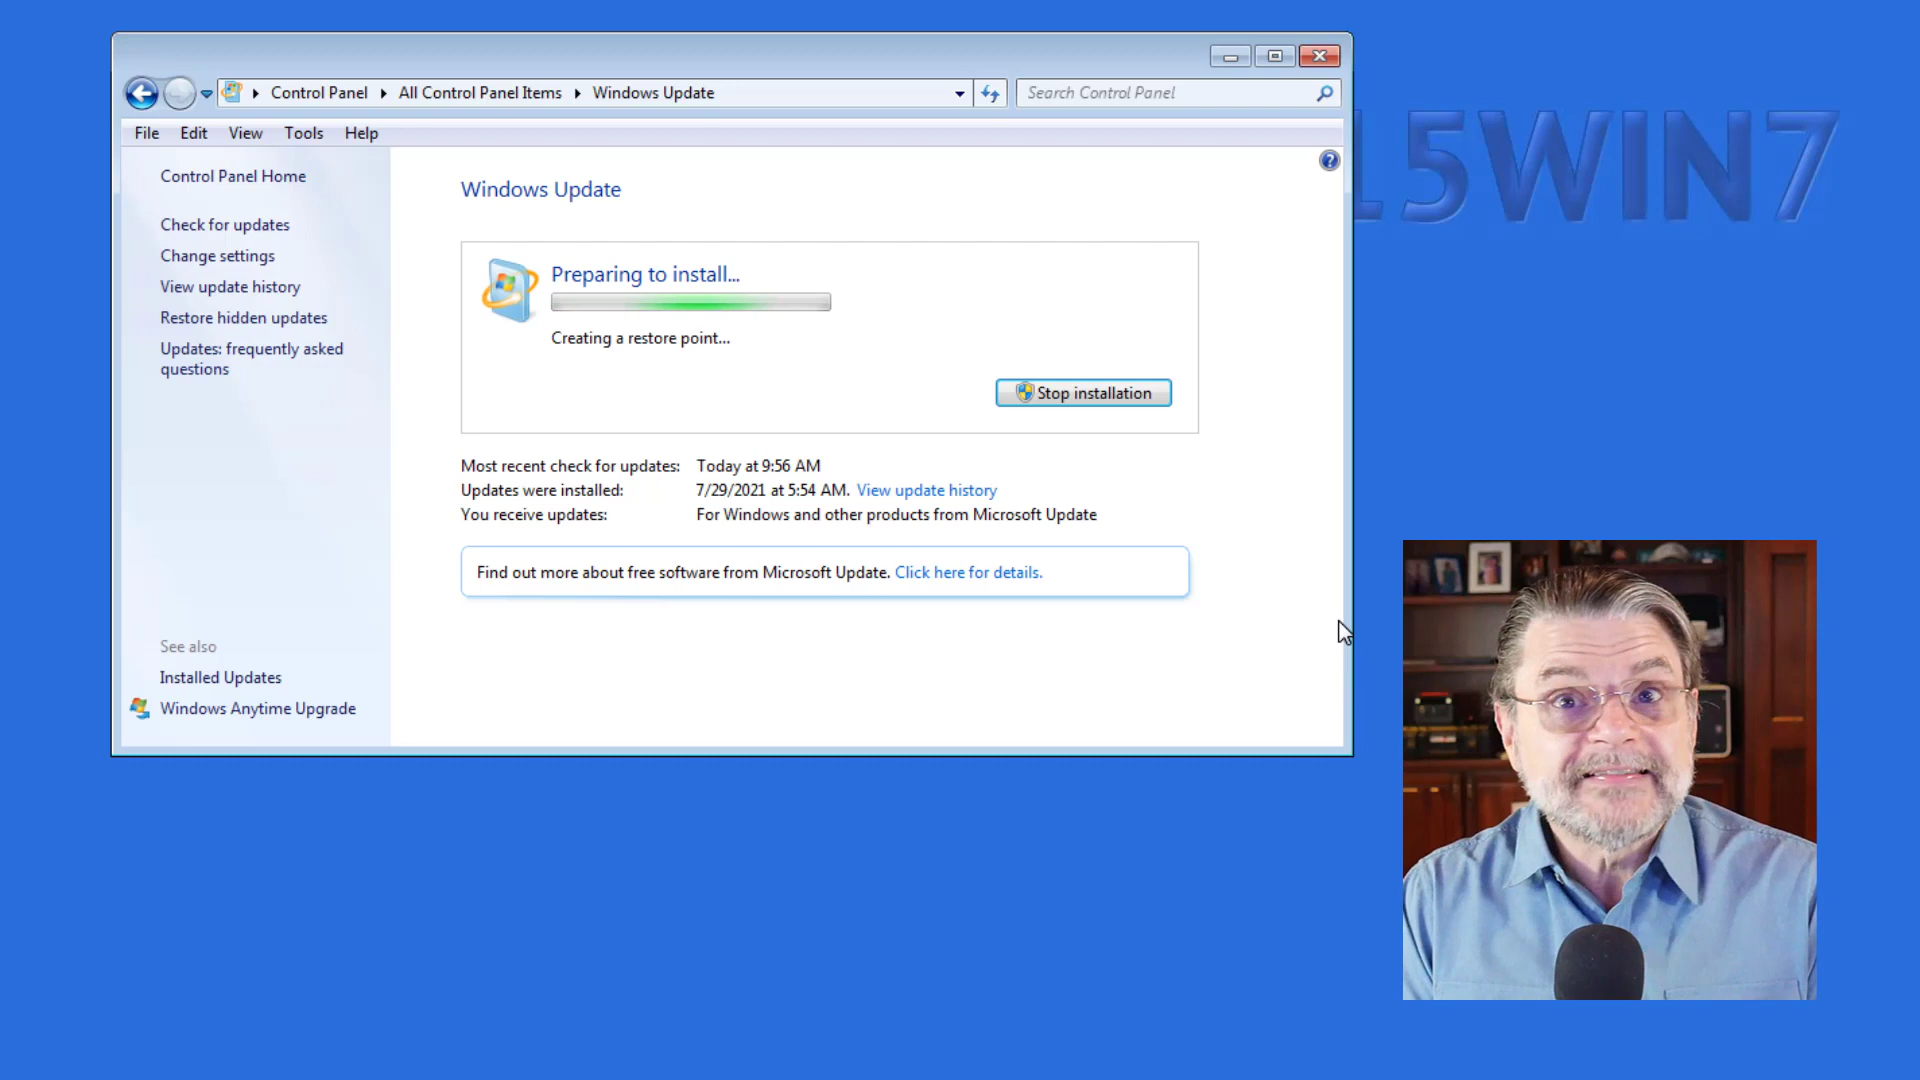 Control Panel
All Control Panel Items
Windows Update
Search Control Panel
File Edit View Tools Help
15WIN7
Control Panel Home
Check for updates
Change settings
View update history
Restore hidden updates
Updates: frequently asked
questions
See also
Installed Updates
Windows Anytime Upgrade
Windows Update
Preparing to install...
Creating a restore point...
Stop installation
Most recent check for updates: Today at 9:56 AM
Updates were installed: 7/29/2021 at 5:54 AM. View update history
You receive updates: For Windows and other products from Microsoft Update
Find out more about free software from Microsoft Update. Click here for details.